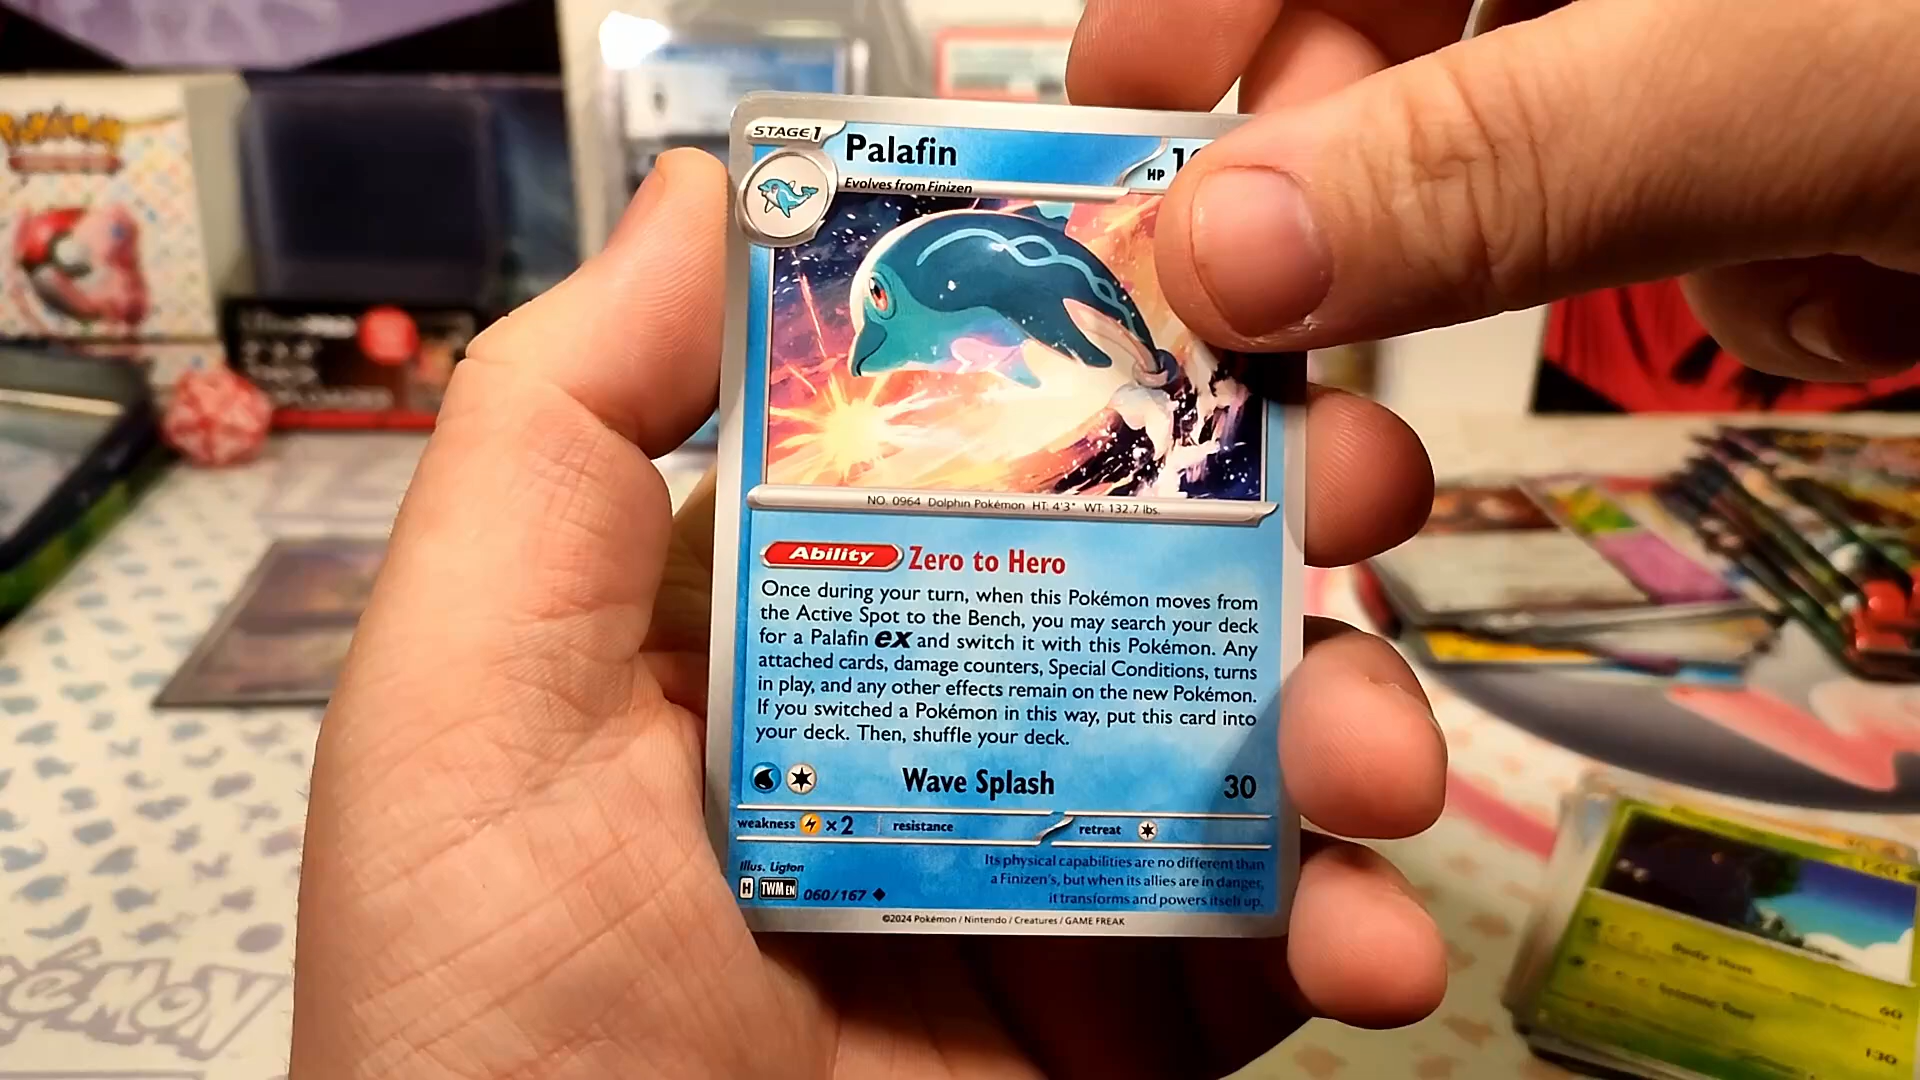 STAGE 1
Palafin
HP 1
Evolves from Finizen
NO. 0964 Dolphin Pokémon HT: 4'3" WT: 132.7 lbs.
Ability Zero to Hero
Once during your turn, when this Pokémon moves from
the Active Spot to the Bench, you may search your deck
for a Palafin ex and switch it with this Pokémon. Any
attached cards, damage counters, Special Conditions, turns
in play, and any other effects remain on the new Pokémon.
If you switched a Pokémon in this way, put this card into
your deck. Then, shuffle your deck.
Wave Splash 30
weakness x2 resistance retreat
Illus. Ligton
Its physical capabilities are no different than
a Finizen's, but when its allies are in danger,
it transforms and powers itself up.
H TWM EN 060/167
©2024 Pokémon / Nintendo / Creatures / GAME FREAK
Pokémon
60
130